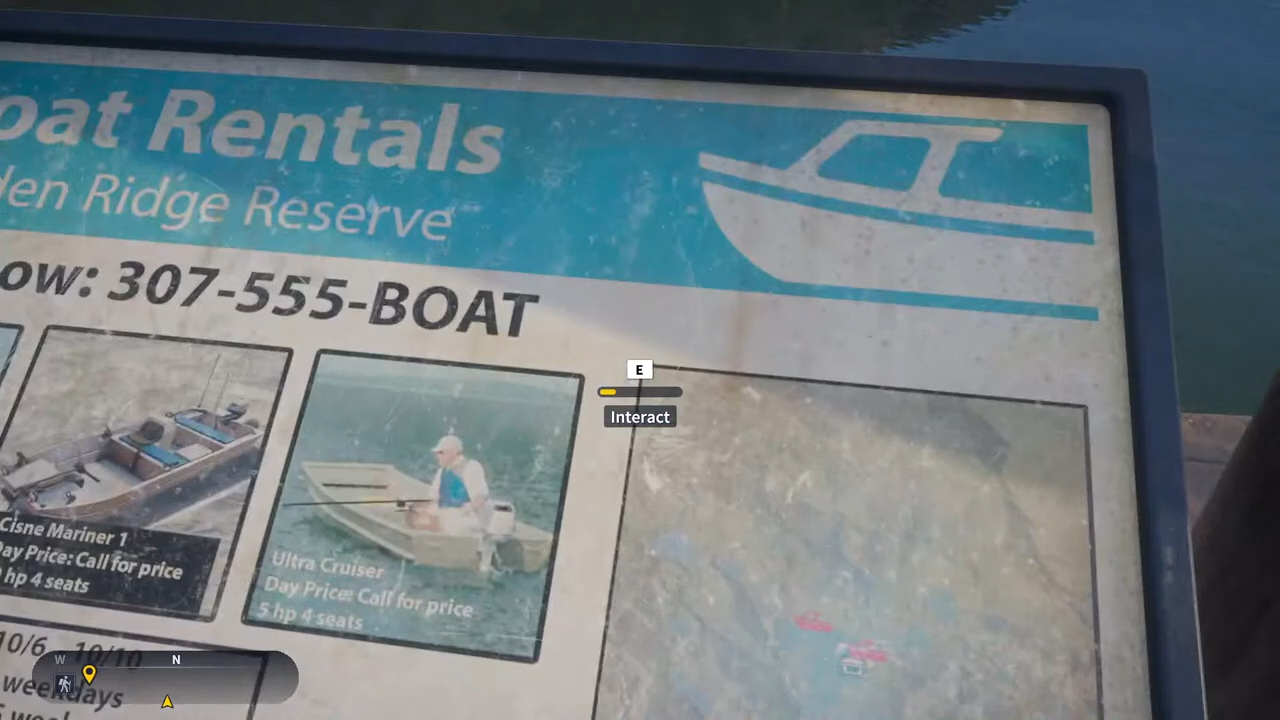 oat Rentals
den Ridge Reserve
ow: 307-555-BOAT
E
Interact
Cisne Mariner 1
Day Price: Call for price
hp 4 seats
Ultra Cruiser
Day Price: Call for price
5 hp 4 seats
10/6 - 10/10
weekdays
W
N